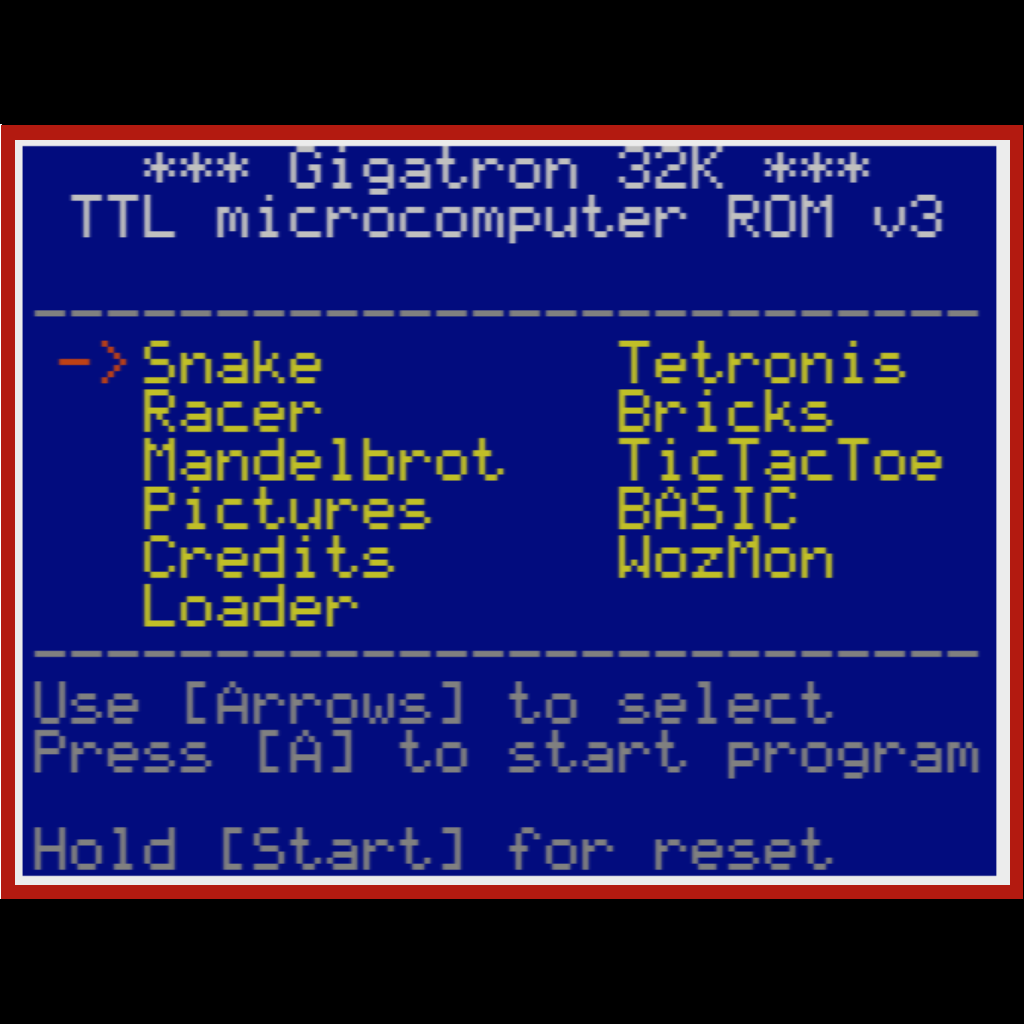 *** Gigatron 32K ***
TTL microcomputer ROM v3
--------------------------
->Snake        Tetronis
Racer        Bricks
Mandelbrot   TicTacToe
Pictures     BASIC
Credits      WozMon
Loader
--------------------------
Use [Arrows] to select
Press [A] to start program
Hold [Start] for reset